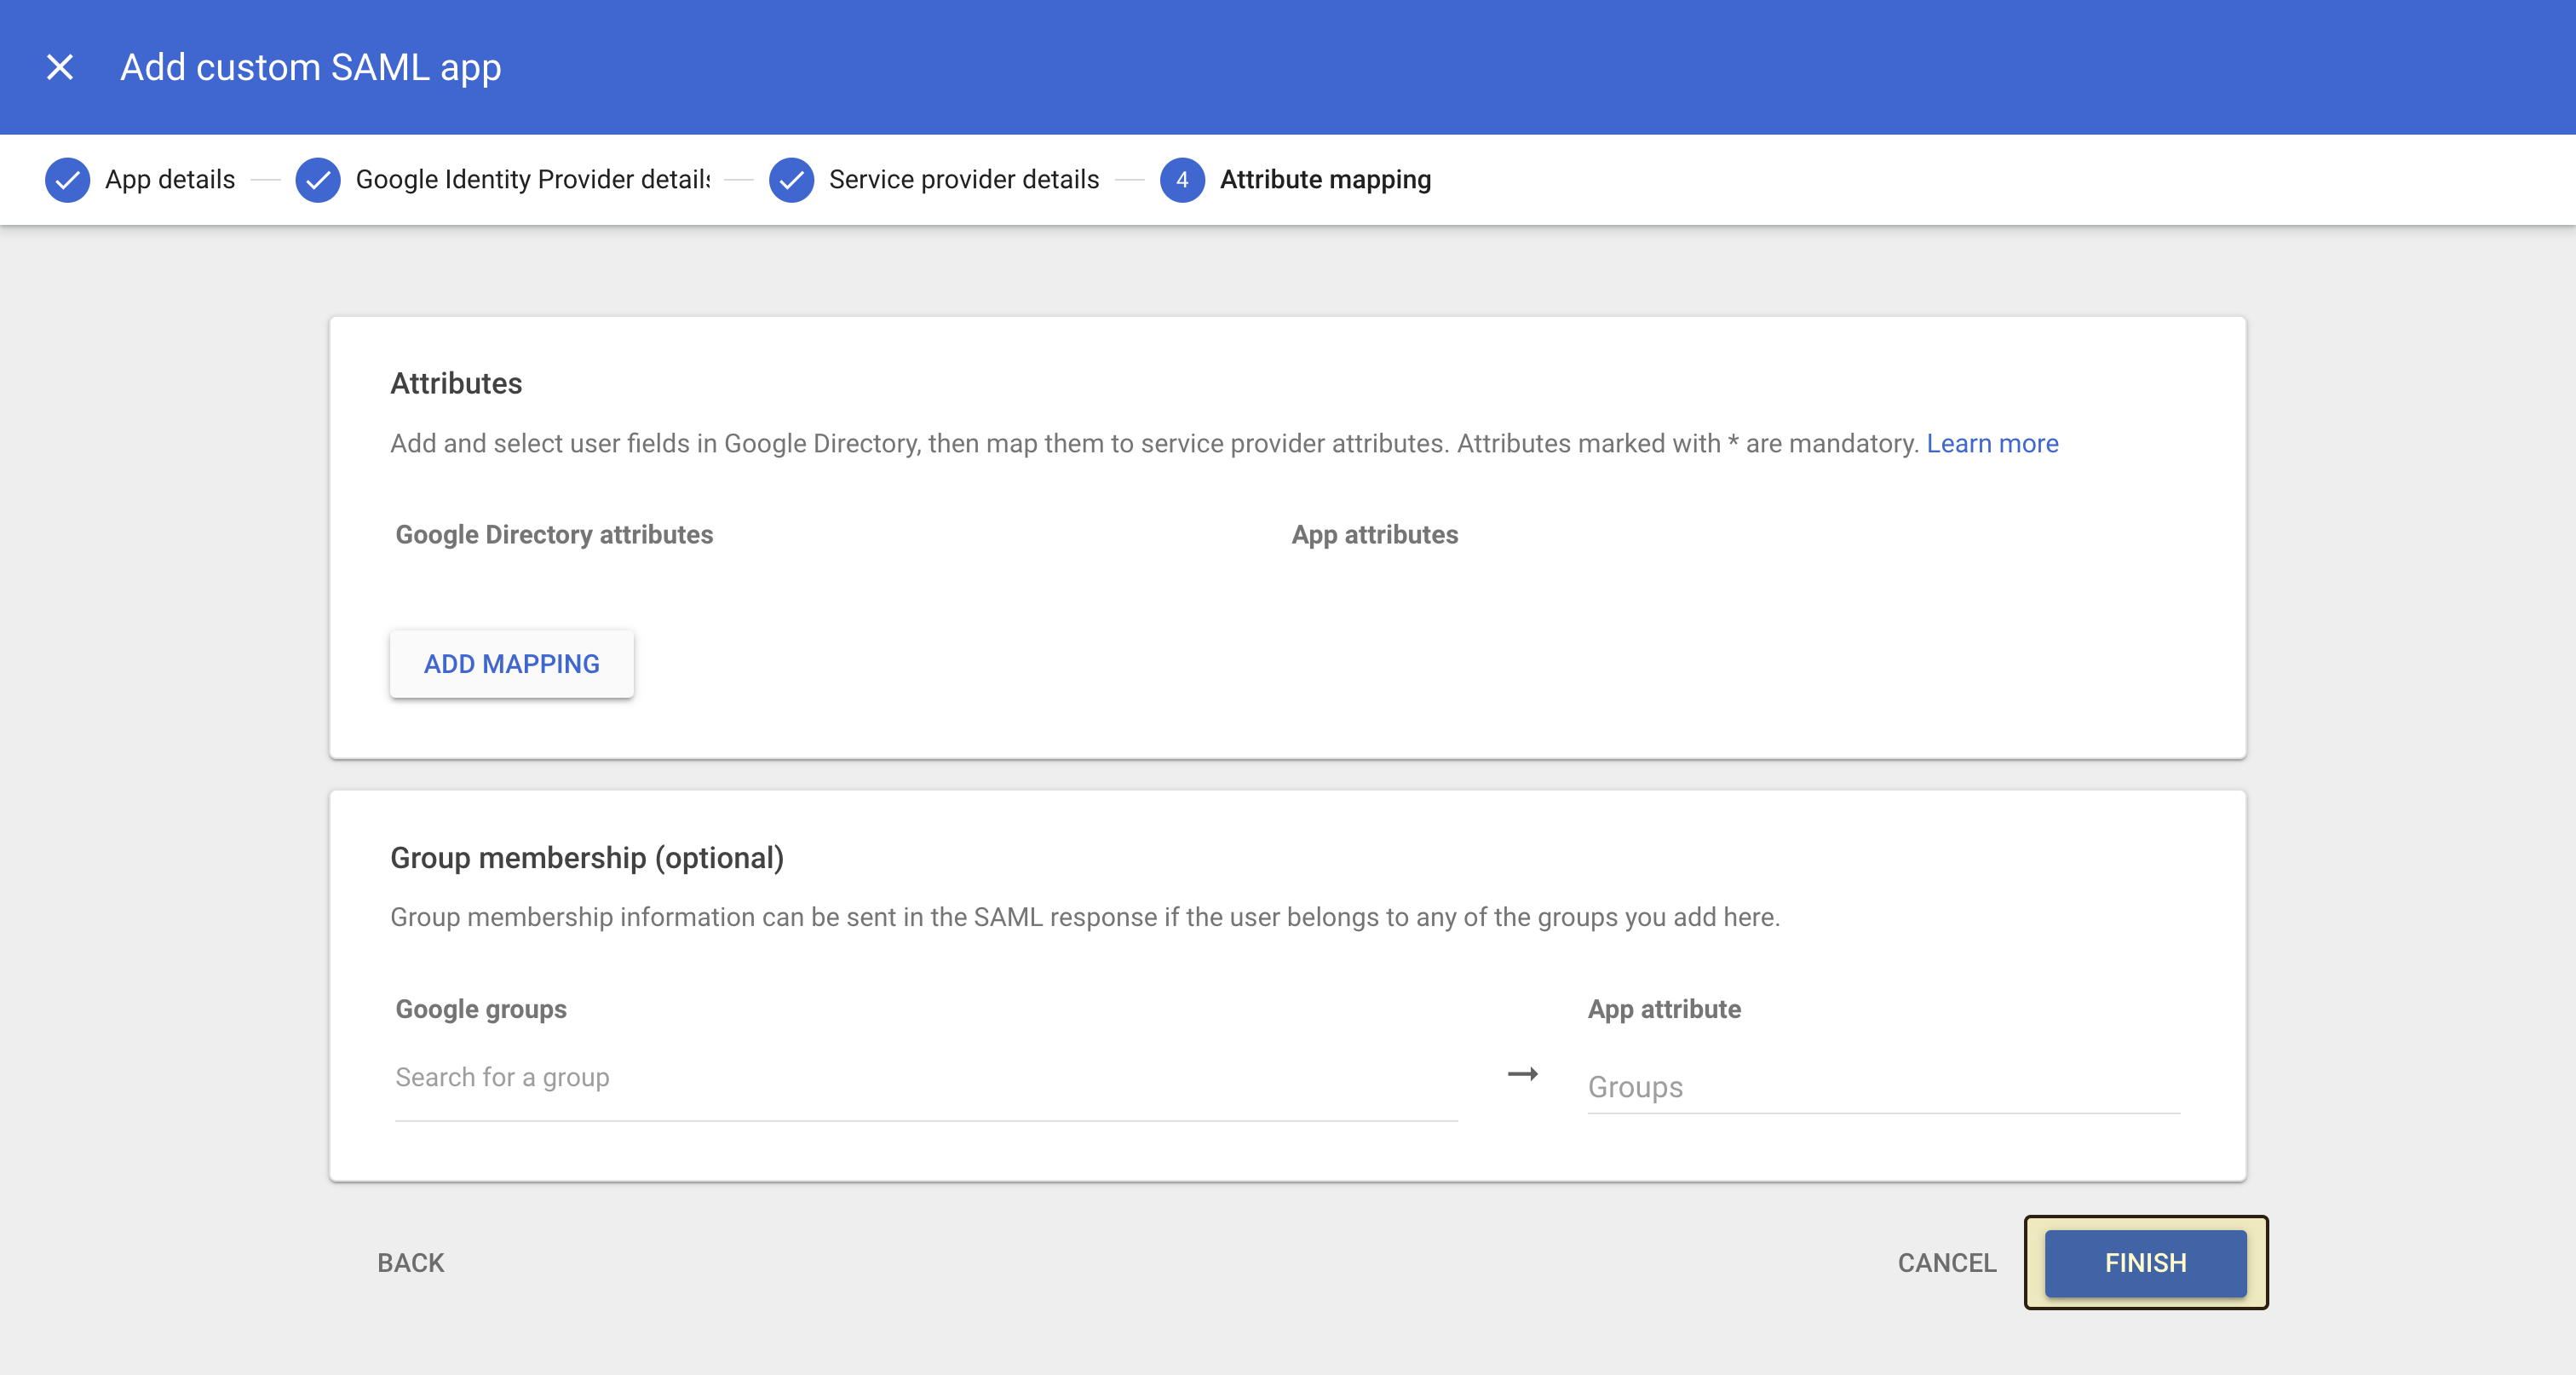 Add custom SAML app
App details
Google Identity Provider details
Service provider details
4
Attribute mapping
Attributes
Add and select user fields in Google Directory, then map them to service provider attributes. Attributes marked with * are mandatory. Learn more
Google Directory attributes
App attributes
ADD MAPPING
Group membership (optional)
Group membership information can be sent in the SAML response if the user belongs to any of the groups you add here.
Google groups
App attribute
Search for a group
Groups
BACK
CANCEL
FINISH